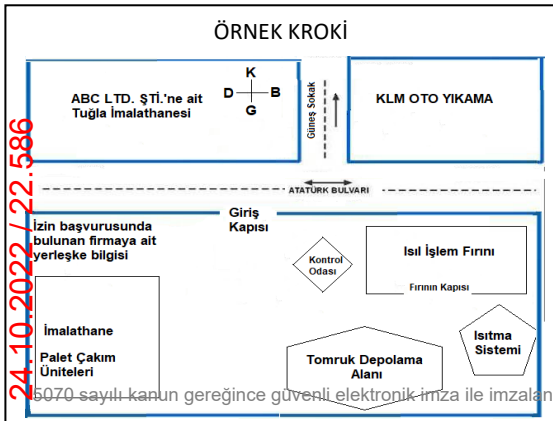 ÖRNEK KROKİ
ABC LTD. ŞTİ.'ne ait
Tuğla İmalathanesi
K
D B
G
Güneş Sokak
KLM OTO YIKAMA
ATATÜRK BULVARI
24.10.2022 / 22.586
İzin başvurusunda
bulunan firmaya ait
yerleşke bilgisi
Giriş
Kapısı
Kontrol
Odası
Isıl İşlem Fırını
Fırının Kapısı
İmalathane
Palet Çakım
Üniteleri
Tomruk Depolama
Alanı
Isıtma
Sistemi
5070 sayılı kanun gereğince güvenli elektronik imza ile imzalan